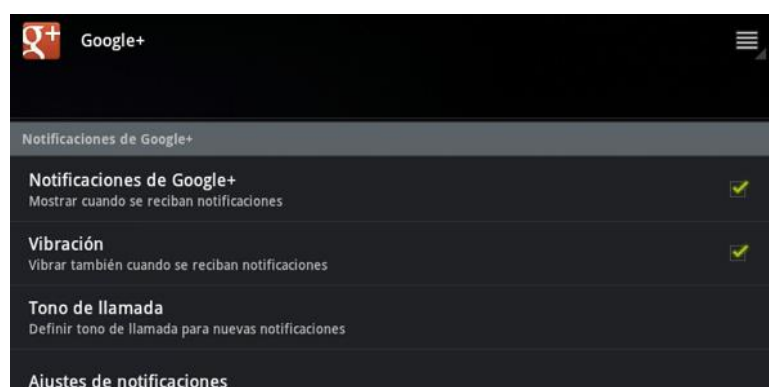 g+ Google+
Notificaciones de Google+
Notificaciones de Google+
Mostrar cuando se reciban notificaciones
Vibración
Vibrar también cuando se reciban notificaciones
Tono de llamada
Definir tono de llamada para nuevas notificaciones
Ajustes de notificaciones